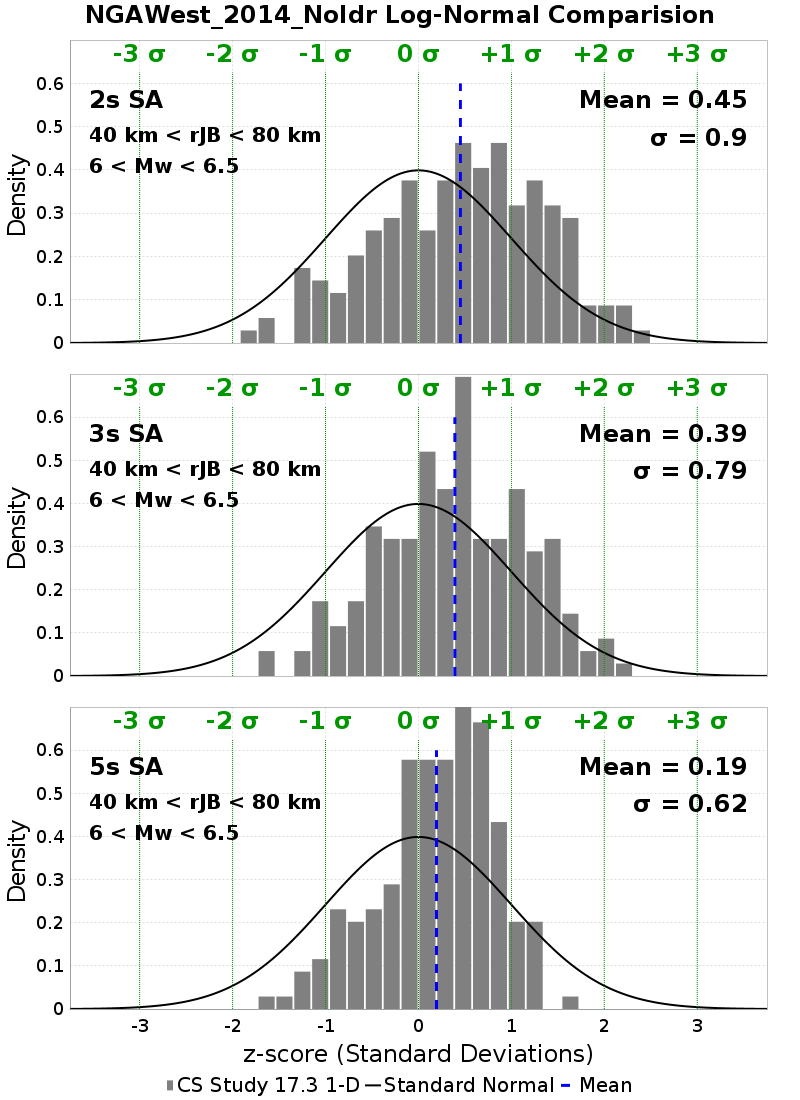 NGAWest_2014_NoIdr Log-Normal Comparision
-3 σ -2 σ -1 σ 0 σ +1 σ +2 σ +3 σ
2s SA
Mean = 0.45
40 km < rJB < 80 km
σ = 0.9
6 < Mw < 6.5
0.6
0.5
0.4
0.3
0.2
0.1
0
Density
-3 σ -2 σ -1 σ 0 σ +1 σ +2 σ +3 σ
3s SA
Mean = 0.39
40 km < rJB < 80 km
σ = 0.79
6 < Mw < 6.5
0.6
0.5
0.4
0.3
0.2
0.1
0
Density
-3 σ -2 σ -1 σ 0 σ +1 σ +2 σ +3 σ
5s SA
Mean = 0.19
40 km < rJB < 80 km
σ = 0.62
6 < Mw < 6.5
0.6
0.5
0.4
0.3
0.2
0.1
0
Density
-3 -2 -1 0 1 2 3
z-score (Standard Deviations)
CS Study 17.3 1-D Standard Normal Mean